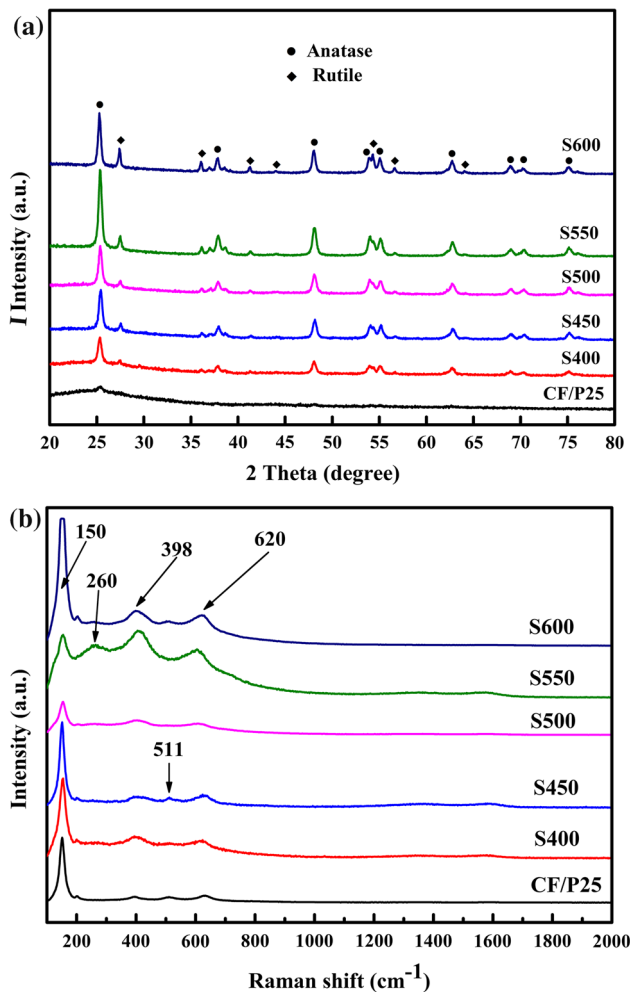 (a)
● Anatase
◆ Rutile
S600
S550
S500
S450
S400
CF/P25
I Intensity (a.u.)
20 25 30 35 40 45 50 55 60 65 70 75 80
2 Theta (degree)
(b)
150
398
620
260
S600
S550
S500
511
S450
S400
CF/P25
Intensity (a.u.)
200 400 600 800 1000 1200 1400 1600 1800 2000
Raman shift (cm-1)